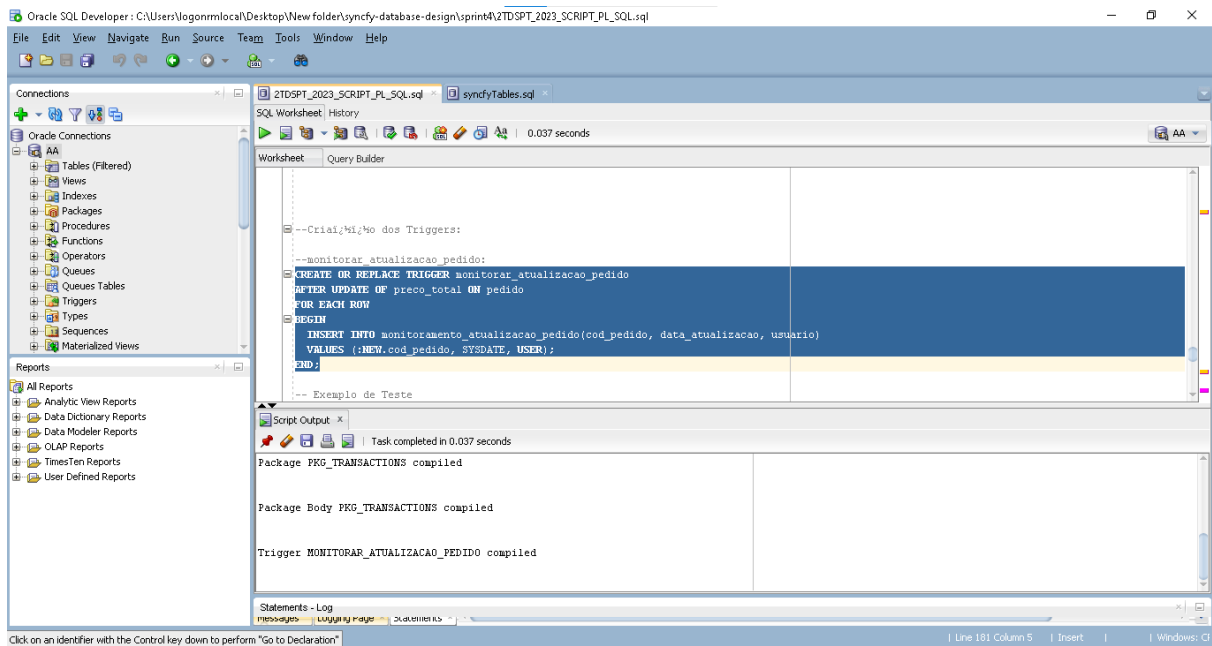 Oracle SQL Developer : C:\Users\logonrmlocal\Desktop\New folder\syncfy-database-design\sprint4\2TDSPT_2023_SCRIPT_PL_SQL.sql
File Edit View Navigate Run Source Team Tools Window Help
Connections
Oracle Connections
AA
Tables (Filtered)
Views
Indexes
Packages
Procedures
Functions
Operators
Queues
Queues Tables
Triggers
Types
Sequences
Materialized Views
Reports
All Reports
Analytic View Reports
Data Dictionary Reports
Data Modeler Reports
OLAP Reports
TimesTen Reports
User Defined Reports
2TDSPT_2023_SCRIPT_PL_SQL.sql syncfyTables.sql
SQL Worksheet History
0.037 seconds
AA
Worksheet Query Builder
--Criaï¿½ï¿½o dos Triggers:
--monitorar_atualizacao_pedido:
CREATE OR REPLACE TRIGGER monitorar_atualizacao_pedido
AFTER UPDATE OF preco_total ON pedido
FOR EACH ROW
BEGIN
INSERT INTO monitoramento_atualizacao_pedido(cod_pedido, data_atualizacao, usuario)
VALUES (:NEW.cod_pedido, SYSDATE, USER);
END;
-- Exemplo de Teste
Script Output
Task completed in 0.037 seconds
Package PKG_TRANSACTIONS compiled
Package Body PKG_TRANSACTIONS compiled
Trigger MONITORAR_ATUALIZACAO_PEDIDO compiled
Statements - Log
Messages Logging Page Statements
Click on an identifier with the Control key down to perform "Go to Declaration"
Line 181 Column 5 Insert Windows: C